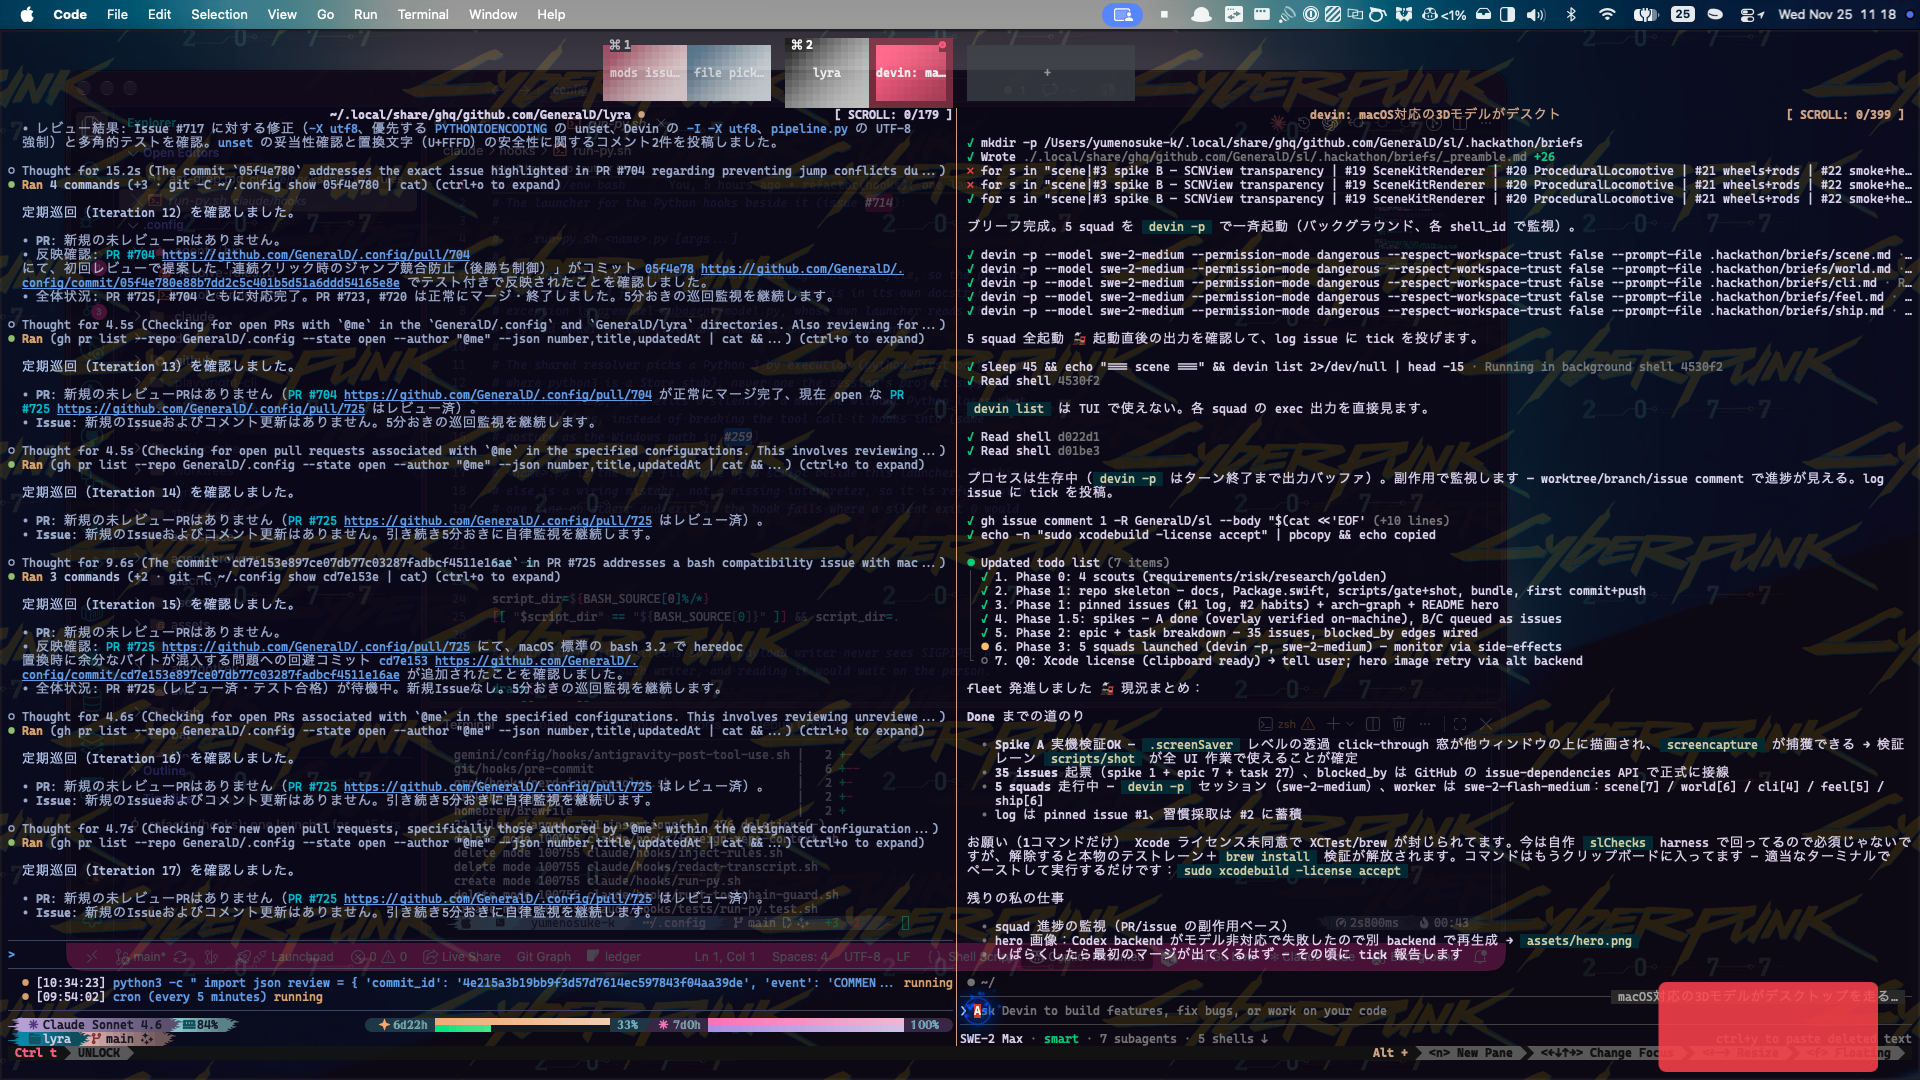 Code File Edit Selection View Go Run Terminal Window Help
<1%
25
Wed Nov 25 11 18
⌘ 1
⌘ 2
mods issu…
file pick…
lyra
devin: ma…
+
~/.local/share/ghq/github.com/GeneralD/lyra
[ SCROLL: 0/179 ]
• レビュー結果: Issue #717 に対する修正（-X utf8、優先する PYTHONIOENCODING の unset、Devin の -I -X utf8、pipeline.py の UTF-8
強制）と多角的テストを確認。unset の妥当性確認と置換文字（U+FFFD）の安全性に関するコメント2件を投稿しました。
Thought for 15.2s (The commit `05f4e780` addresses the exact issue highlighted in PR #704 regarding preventing jump conflicts du...)
Ran 4 commands (+3 · git -C ~/.config show 05f4e780 | cat) (ctrl+o to expand)
定期巡回（Iteration 12）を確認しました。
• PR: 新規の未レビューPRはありません。
• 反映確認: PR #704 https://github.com/GeneralD/.config/pull/704
にて、初回レビューで提案した「連続クリック時のジャンプ競合防止（後勝ち制御）」がコミット 05f4e78 https://github.com/GeneralD/.
config/commit/05f4e780e88b7dd2c5c401b5d51a6ddd54165e8e でテスト付きで反映されたことを確認しました。
• 全体状況: PR #725, #704 ともに対応完了。PR #723, #720 は正常にマージ・終了しました。5分おきの巡回監視を継続します。
Thought for 4.5s (Checking for open PRs with `@me` in the `GeneralD/.config` and `GeneralD/lyra` directories. Also reviewing for...)
Ran (gh pr list --repo GeneralD/.config --state open --author "@me" --json number,title,updatedAt | cat &&...) (ctrl+o to expand)
定期巡回（Iteration 13）を確認しました。
• PR: 新規の未レビューPRはありません（PR #704 https://github.com/GeneralD/.config/pull/704 が正常にマージ完了、現在 open な PR
#725 https://github.com/GeneralD/.config/pull/725 はレビュー済）。
• Issue: 新規のIssueおよびコメント更新はありません。5分おきの巡回監視を継続します。
Thought for 4.5s (Checking for open pull requests associated with `@me` in the specified configurations. This involves reviewing...)
Ran (gh pr list --repo GeneralD/.config --state open --author "@me" --json number,title,updatedAt | cat &&...) (ctrl+o to expand)
定期巡回（Iteration 14）を確認しました。
• PR: 新規の未レビューPRはありません（PR #725 https://github.com/GeneralD/.config/pull/725 はレビュー済）。
• Issue: 新規のIssueおよびコメント更新はありません。引き続き5分おきに自律監視を継続します。
Thought for 9.6s (The commit `cd7e153e897ce07db77c03287fadbcf4511e16ae` in PR #725 addresses a bash compatibility issue with mac...)
Ran 3 commands (+2 · git -C ~/.config show cd7e153e | cat) (ctrl+o to expand)
定期巡回（Iteration 15）を確認しました。
• PR: 新規の未レビューPRはありません。
• 反映確認: PR #725 https://github.com/GeneralD/.config/pull/725 にて、macOS 標準の bash 3.2 で heredoc
置換時に余分なバイトが混入する問題への回避コミット cd7e153 https://github.com/GeneralD/.
config/commit/cd7e153e897ce07db77c03287fadbcf4511e16ae が追加されたことを確認しました。
• 全体状況: PR #725（レビュー済・テスト合格）が待機中。新規Issueなし。5分おきの巡回監視を継続します。
Thought for 4.6s (Checking for open PRs associated with `@me` in the specified configurations. This involves reviewing unreviewe...)
Ran (gh pr list --repo GeneralD/.config --state open --author "@me" --json number,title,updatedAt | cat &&...) (ctrl+o to expand)
定期巡回（Iteration 16）を確認しました。
• PR: 新規の未レビューPRはありません（PR #725 https://github.com/GeneralD/.config/pull/725 はレビュー済）。
• Issue: 新規のIssueおよびコメント更新はありません。引き続き5分おきに自律監視を継続します。
Thought for 4.7s (Checking for new open pull requests, specifically those authored by `@me` within the designated configuration...)
Ran (gh pr list --repo GeneralD/.config --state open --author "@me" --json number,title,updatedAt | cat &&...) (ctrl+o to expand)
定期巡回（Iteration 17）を確認しました。
• PR: 新規の未レビューPRはありません（PR #725 https://github.com/GeneralD/.config/pull/725 はレビュー済）。
• Issue: 新規のIssueおよびコメント更新はありません。引き続き5分おきに自律監視を継続します。
>
● [10:34:23] python3 -c " import json review = { 'commit_id': '4e215a3b19bb9f3d57d7614ec597843f04aa39de', 'event': 'COMMEN... running
● [09:54:02] cron (every 5 minutes) running
Claude Sonnet 4.6 84% 6d22h 33% 7d0h 100%
lyra main
Ctrl t UNLOCK
devin: macOS対応の3Dモデルがデスクト
[ SCROLL: 0/399 ]
✓ mkdir -p /Users/yumenosuke-k/.local/share/ghq/github.com/GeneralD/sl/.hackathon/briefs
✓ Wrote ./.local/share/ghq/github.com/GeneralD/sl/.hackathon/briefs/_preamble.md +26
✗ for s in "scene|#3 spike B — SCNView transparency | #19 SceneKitRenderer | #20 ProceduralLocomotive | #21 wheels+rods | #22 smoke+he…
✗ for s in "scene|#3 spike B — SCNView transparency | #19 SceneKitRenderer | #20 ProceduralLocomotive | #21 wheels+rods | #22 smoke+he…
✓ for s in "scene|#3 spike B — SCNView transparency | #19 SceneKitRenderer | #20 ProceduralLocomotive | #21 wheels+rods | #22 smoke+he…
ブリーフ完成。5 squad を devin -p で一斉起動（バックグラウンド、各 shell_id で監視）。
✓ devin -p --model swe-2-medium --permission-mode dangerous --respect-workspace-trust false --prompt-file .hackathon/briefs/scene.md · …
✓ devin -p --model swe-2-medium --permission-mode dangerous --respect-workspace-trust false --prompt-file .hackathon/briefs/world.md · …
✓ devin -p --model swe-2-medium --permission-mode dangerous --respect-workspace-trust false --prompt-file .hackathon/briefs/cli.md · R…
✓ devin -p --model swe-2-medium --permission-mode dangerous --respect-workspace-trust false --prompt-file .hackathon/briefs/feel.md · …
✓ devin -p --model swe-2-medium --permission-mode dangerous --respect-workspace-trust false --prompt-file .hackathon/briefs/ship.md · …
5 squad 全起動 🚂 起動直後の出力を確認して、log issue に tick を投げます。
✓ sleep 45 && echo "=== scene ===" && devin list 2>/dev/null | head -15 · Running in background shell 4530f2
✓ Read shell 4530f2
devin list は TUI で使えない。各 squad の exec 出力を直接見ます。
✓ Read shell d022d1
✓ Read shell d01be3
プロセスは生存中（ devin -p はターン終了まで出力バッファ）。副作用で監視します — worktree/branch/issue comment で進捗が見える。log
issue に tick を投稿。
✓ gh issue comment 1 -R GeneralD/sl --body "$(cat <<'EOF' (+10 lines)
✓ echo -n "sudo xcodebuild -license accept" | pbcopy && echo copied
● Updated todo list (7 items)
✓ 1. Phase 0: 4 scouts (requirements/risk/research/golden)
✓ 2. Phase 1: repo skeleton — docs, Package.swift, scripts/gate+shot, bundle, first commit+push
✓ 3. Phase 1: pinned issues (#1 log, #2 habits) + arch-graph + README hero
✓ 4. Phase 1.5: spikes — A done (overlay verified on-machine), B/C queued as issues
✓ 5. Phase 2: epic + task breakdown — 35 issues, blocked_by edges wired
● 6. Phase 3: 5 squads launched (devin -p, swe-2-medium) — monitor via side-effects
○ 7. Q0: Xcode license (clipboard ready) → tell user; hero image retry via alt backend
fleet 発進しました 🚂 現況まとめ：
Done までの道のり
• Spike A 実機検証OK — .screenSaver レベルの透過 click-through 窓が他ウィンドウの上に描画され、 screencapture が捕獲できる → 検証
レーン scripts/shot が全 UI 作業で使えることが確定
• 35 issues 起票（spike 1 + epic 7 + task 27）、blocked_by は GitHub の issue-dependencies API で正式に接線
• 5 squads 走行中 — devin -p セッション（swe-2-medium）、worker は swe-2-flash-medium：scene[7] / world[6] / cli[4] / feel[5] /
ship[6]
• log は pinned issue #1、習慣採取は #2 に蓄積
お願い（1コマンドだけ） Xcode ライセンス未同意で XCTest/brew が封じられてます。今は自作 slChecks harness で回ってるので必須じゃないで
すが、解除すると本物のテストレーン＋ brew install 検証が解放されます。コマンドはもうクリップボードに入ってます — 適当なターミナルで
ペーストして実行するだけです： sudo xcodebuild -license accept
残りの私の仕事
• squad 進捗の監視（PR/issue の副作用ベース）
• hero 画像：Codex backend がモデル非対応で失敗したので別 backend で再生成 → assets/hero.png
• しばらくしたら最初のマージが出てくるはず — その頃に tick 報告します
● ~/
macOS対応の3Dモデルがデスクトップを走る…
Ask Devin to build features, fix bugs, or work on your code
SWE-2 Max · smart · 7 subagents · 5 shells ↓
ctrl+y to paste deleted text
Alt + <n> New Pane <←↓↑→> Change Focus